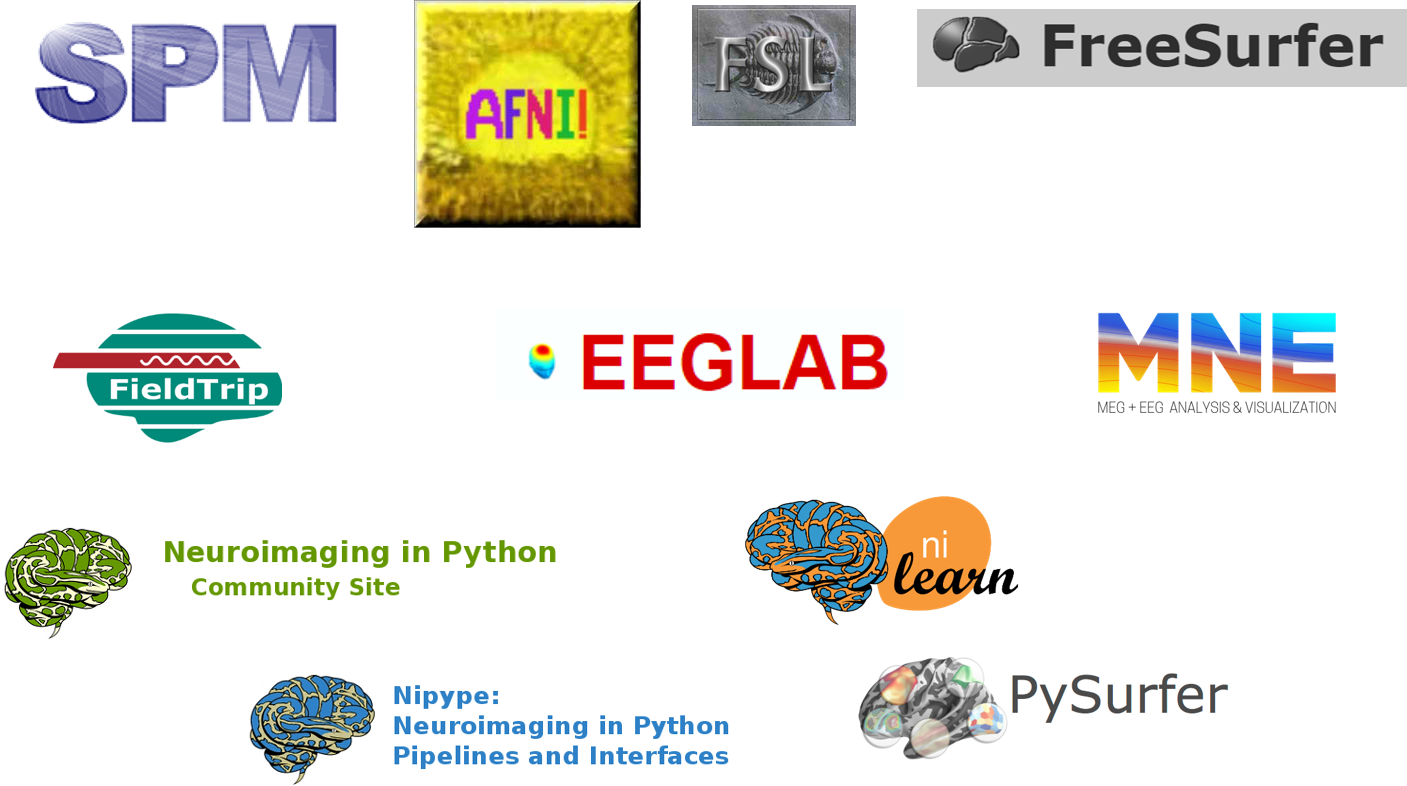 SPM
AFNI!
FSL
FreeSurfer
FieldTrip
EEGLAB
MNE
MEG + EEG ANALYSIS & VISUALIZATION
Neuroimaging in Python
Community Site
ni
learn
Nipype:
Neuroimaging in Python
Pipelines and Interfaces
PySurfer